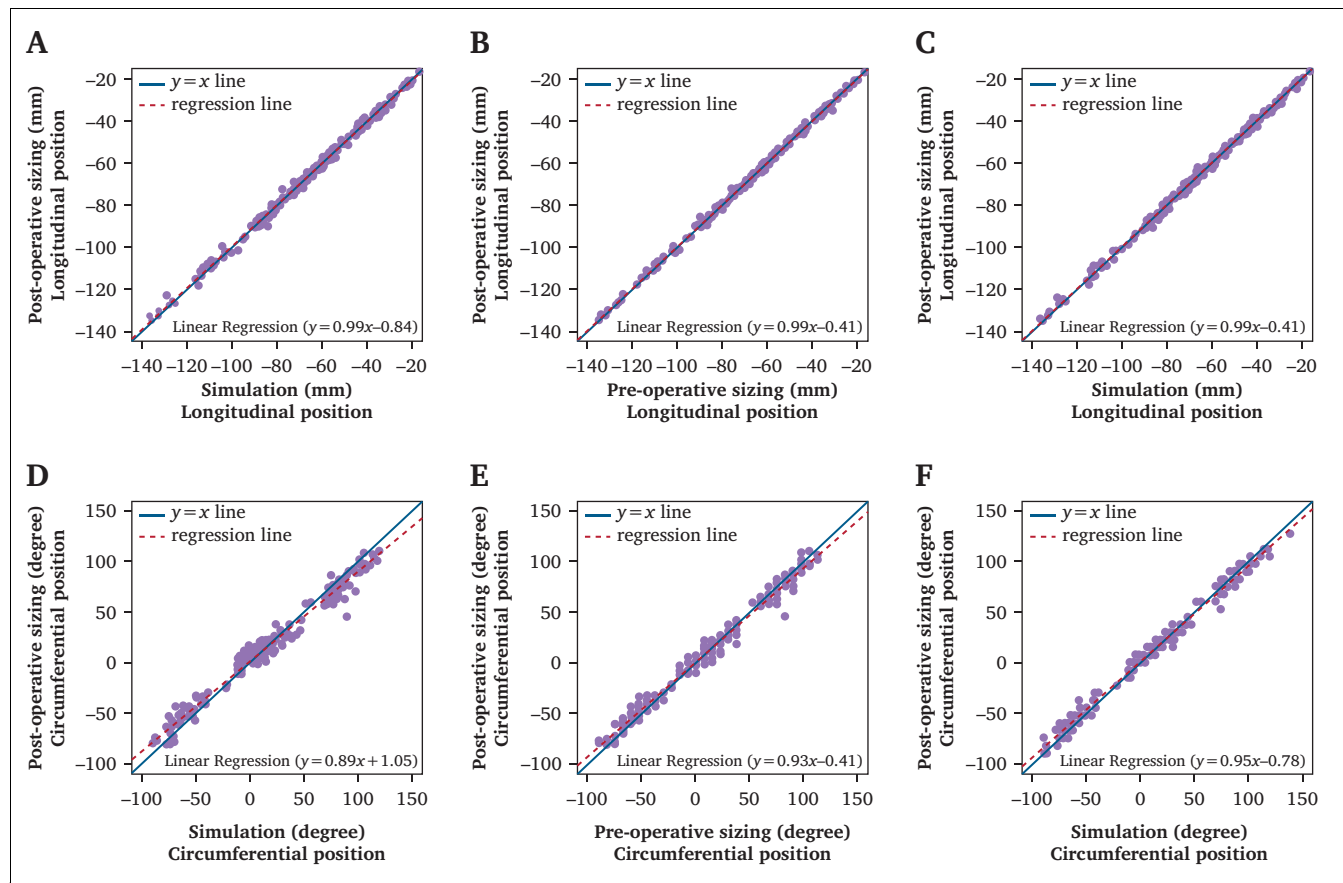 A
Post-operative sizing (mm)
Longitudinal position
−20
−40
−60
−80
−100
−120
−140
y=x line
regression line
Linear Regression (y=0.99x–0.84)
−140 −120 −100 −80 −60 −40 −20
Simulation (mm)
Longitudinal position
B
Post-operative sizing (mm)
Longitudinal position
−20
−40
−60
−80
−100
−120
−140
y=x line
regression line
Linear Regression (y=0.99x–0.41)
−140 −120 −100 −80 −60 −40 −20
Pre-operative sizing (mm)
Longitudinal position
C
Post-operative sizing (mm)
Longitudinal position
−20
−40
−60
−80
−100
−120
−140
y=x line
regression line
Linear Regression (y=0.99x–0.41)
−140 −120 −100 −80 −60 −40 −20
Simulation (mm)
Longitudinal position
D
Post-operative sizing (degree)
Circumferential position
150
100
50
0
−50
−100
y=x line
regression line
Linear Regression (y=0.89x+1.05)
−100 −50 0 50 100 150
Simulation (degree)
Circumferential position
E
Post-operative sizing (degree)
Circumferential position
150
100
50
0
−50
−100
y=x line
regression line
Linear Regression (y=0.93x–0.41)
−100 −50 0 50 100 150
Pre-operative sizing (degree)
Circumferential position
F
Post-operative sizing (degree)
Circumferential position
150
100
50
0
−50
−100
y=x line
regression line
Linear Regression (y=0.95x–0.78)
−100 −50 0 50 100 150
Simulation (degree)
Circumferential position